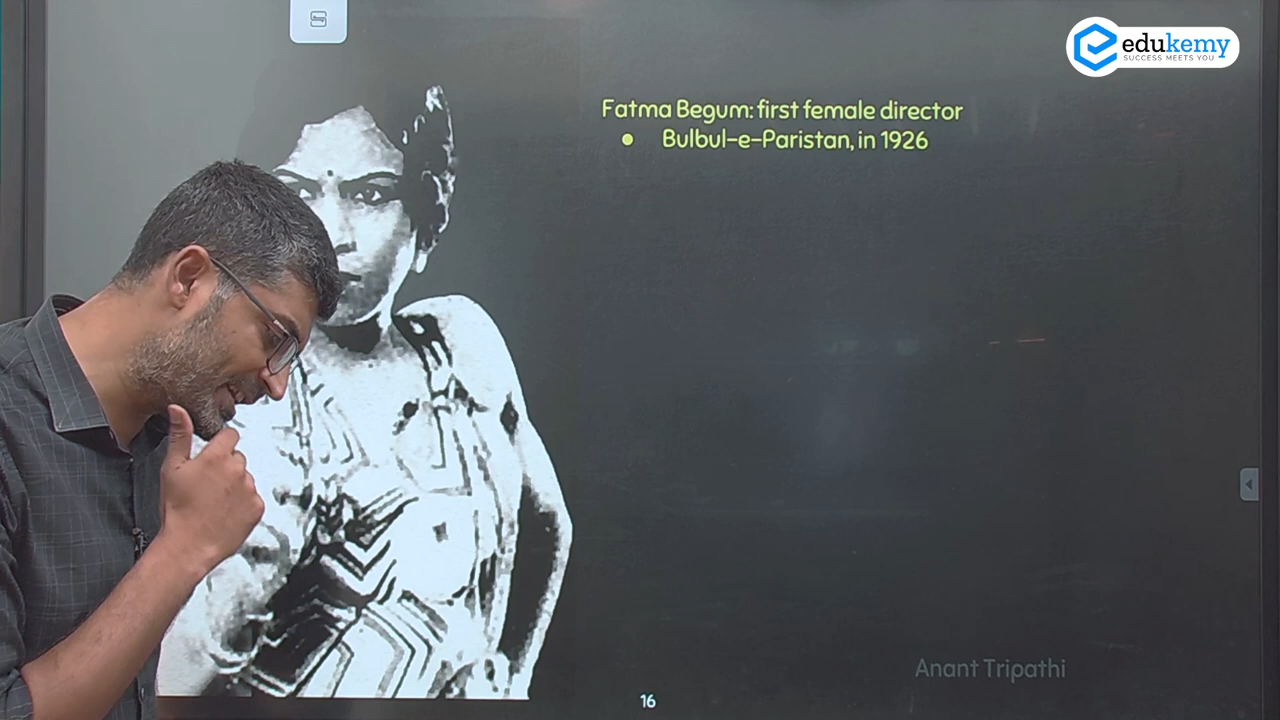 edukemy
SUCCESS MEETS YOU
Fatma Begum: first female director
● Bulbul-e-Paristan, in 1926
Anant Tripathi
16